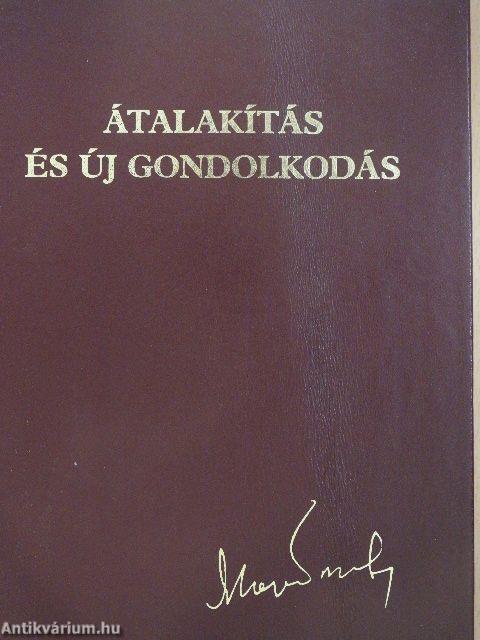 ÁTALAKÍTÁS
ÉS ÚJ GONDOLKODÁS
Antikvárium.hu